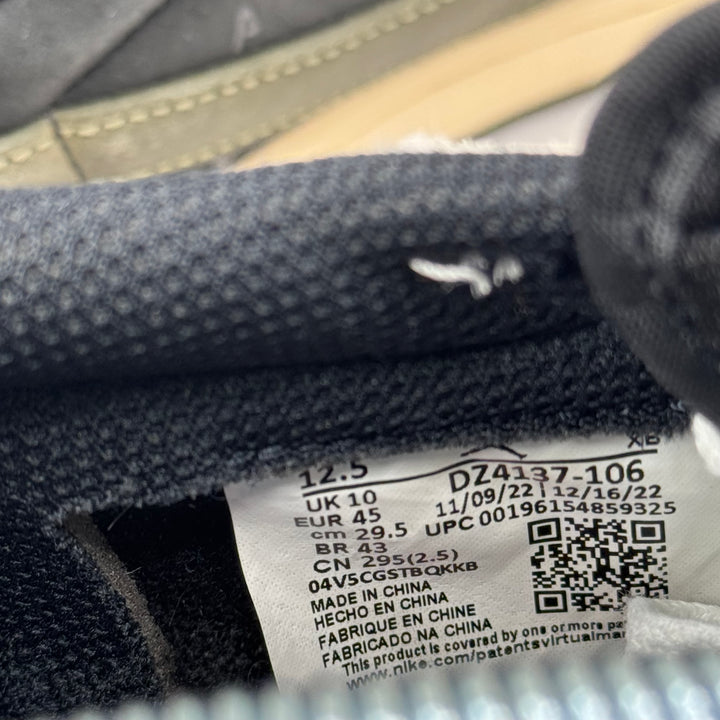 XB
12.5
DZ4137-106
UK 10
11/09/22 | 12/16/22
EUR 45
UPC 00196154859325
cm 29.5
BR 43
CN 295(2.5)
04V5CGSTBQKKB
MADE IN CHINA
HECHO EN CHINA
FABRIQUE EN CHINE
FABRICADO NA CHINA
This product is covered by one or more
www.nike.com/patentsvirtualmar